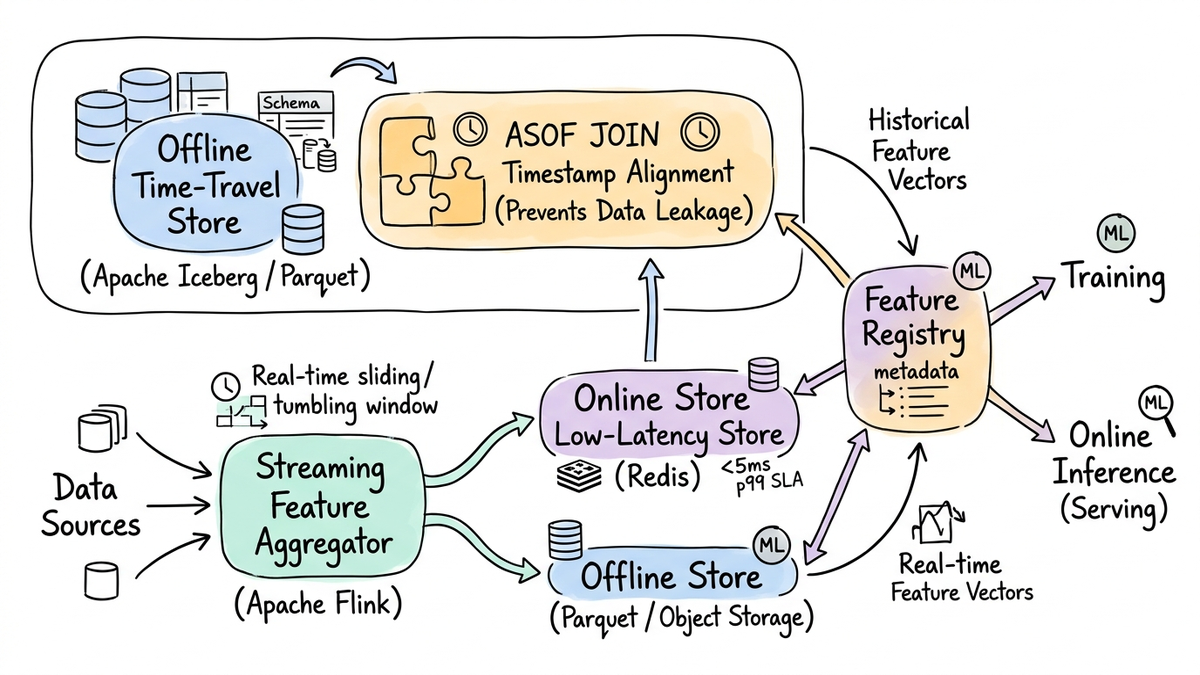 Schema
Offline
Time-Travel
Store
(Apache Iceberg / Parquet)
ASOF JOIN
Timestamp Alignment
(Prevents Data Leakage)
Historical
Feature
Vectors
ML
Training
ML
Feature
Registry
metadata
Real-time sliding/
tumbling window
Data
Sources
Streaming
Feature
Aggregator
(Apache Flink)
Online Store
Low-Latency Store
(Redis)
<5ms
p99 SLA
ML
Offline Store
(Parquet / Object Storage)
ML
Online
Inference
(Serving)
Real-time
Feature Vectors